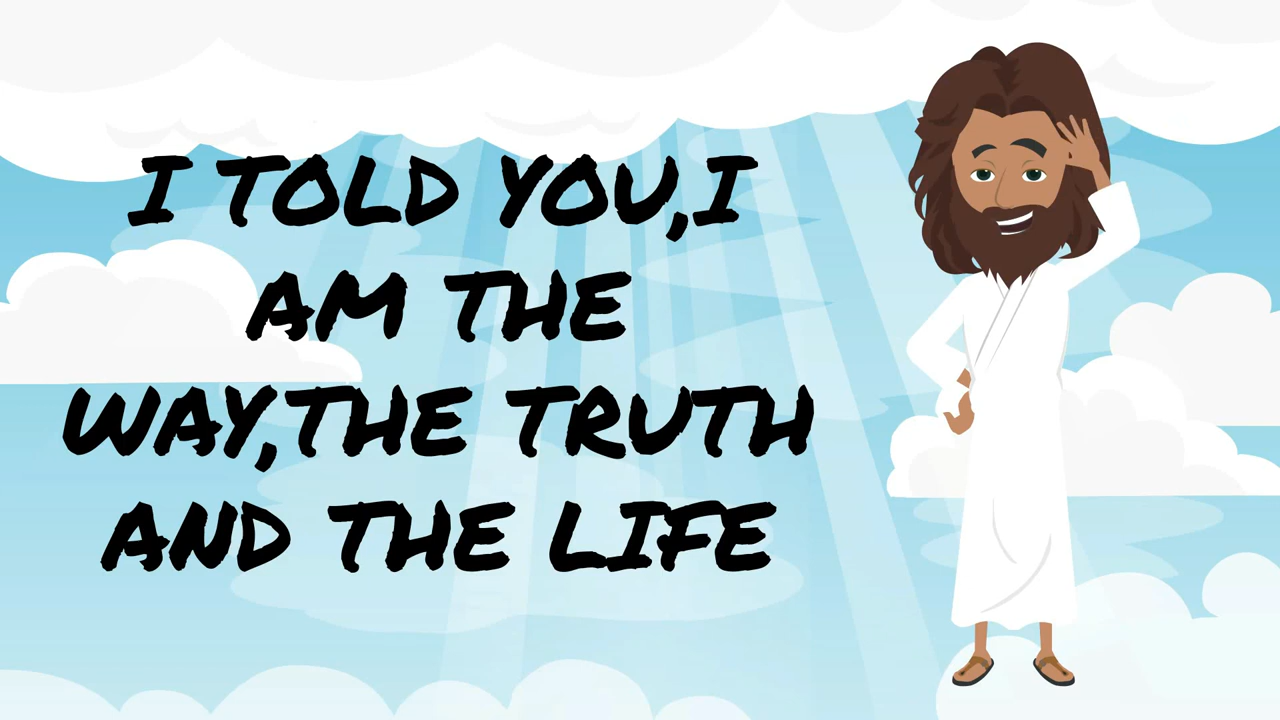 I TOLD YOU,I
AM THE
WAY,THE TRUTH
AND THE LIFE